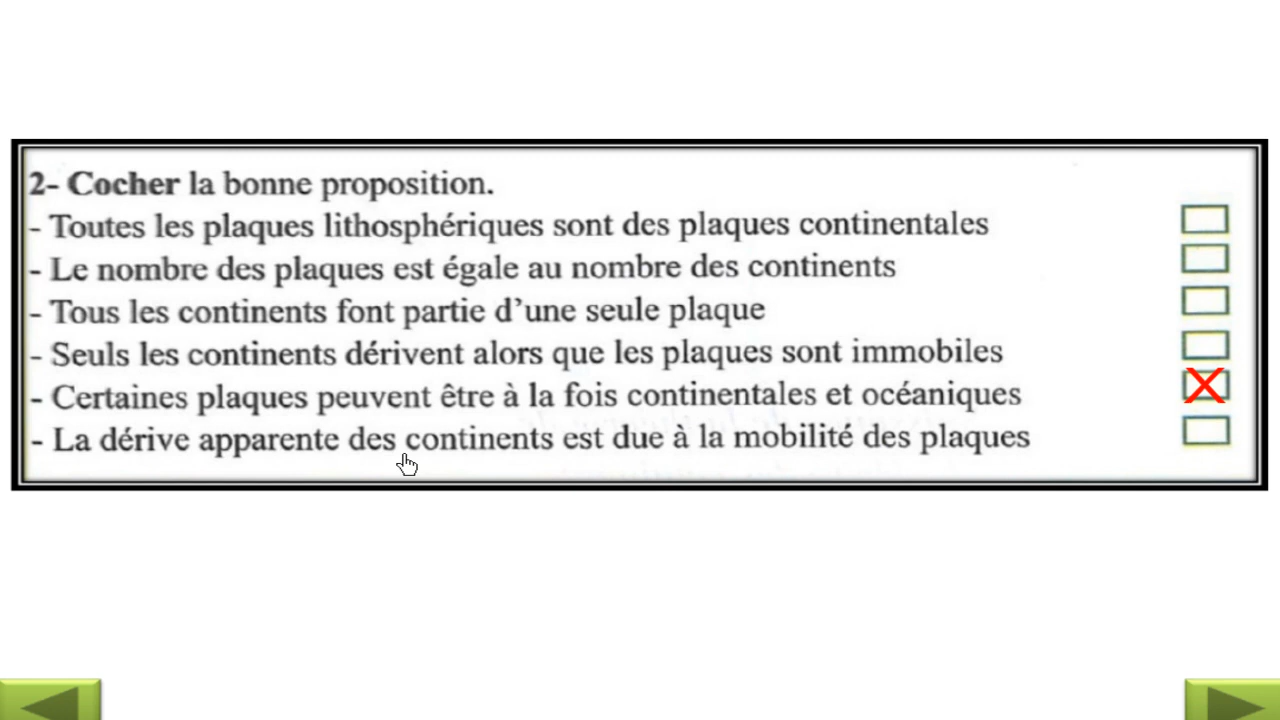 2- Cocher la bonne proposition.
- Toutes les plaques lithosphériques sont des plaques continentales
- Le nombre des plaques est égale au nombre des continents
- Tous les continents font partie d'une seule plaque
- Seuls les continents dérivent alors que les plaques sont immobiles
- Certaines plaques peuvent être à la fois continentales et océaniques
- La dérive apparente des continents est due à la mobilité des plaques